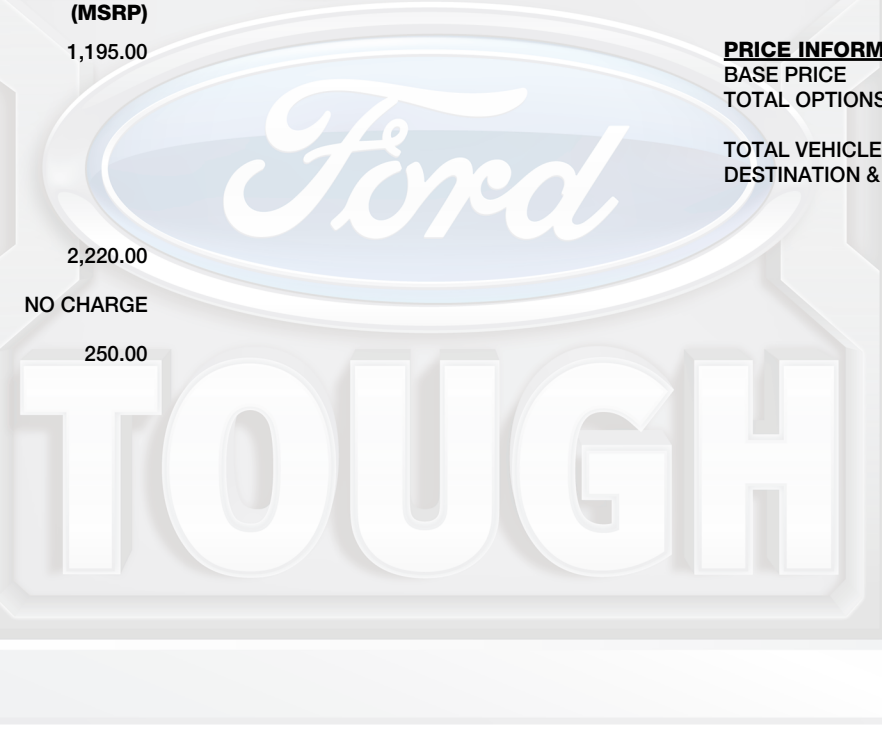 (MSRP)
1,195.00
2,220.00
NO CHARGE
250.00
PRICE INFORM
BASE PRICE
TOTAL OPTIONS
TOTAL VEHICLE
DESTINATION &
Ford
TOUGH